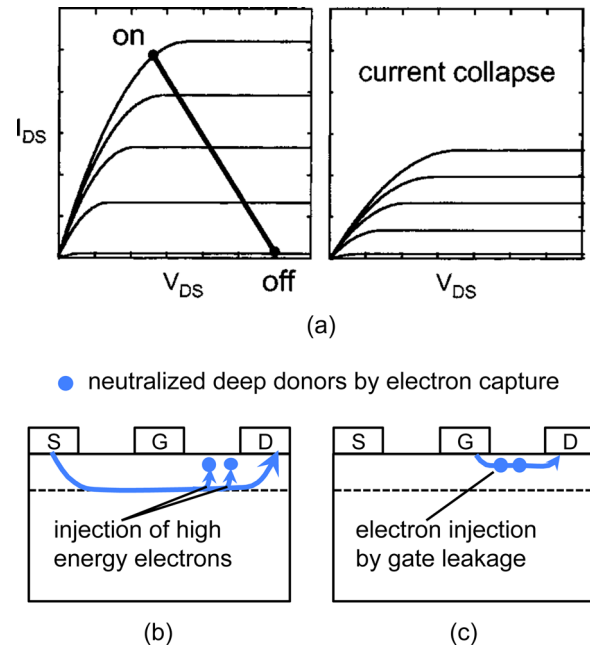 on
current collapse
I_DS
V_DS
off
V_DS
(a)
neutralized deep donors by electron capture
S G D
S G D
injection of high
energy electrons
electron injection
by gate leakage
(b)
(c)